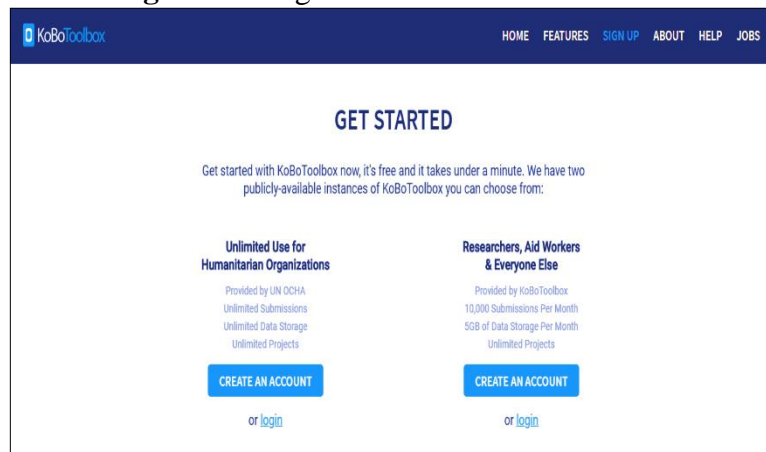 KoBoToolbox
HOME FEATURES SIGN UP ABOUT HELP JOBS
GET STARTED
Get started with KoBoToolbox now, it's free and it takes under a minute. We have two
publicly-available instances of KoBoToolbox you can choose from:
Unlimited Use for
Humanitarian Organizations
Provided by UN OCHA
Unlimited Submissions
Unlimited Data Storage
Unlimited Projects
CREATE AN ACCOUNT
or login
Researchers, Aid Workers
& Everyone Else
Provided by KoBoToolbox
10,000 Submissions Per Month
5GB of Data Storage Per Month
Unlimited Projects
CREATE AN ACCOUNT
or login